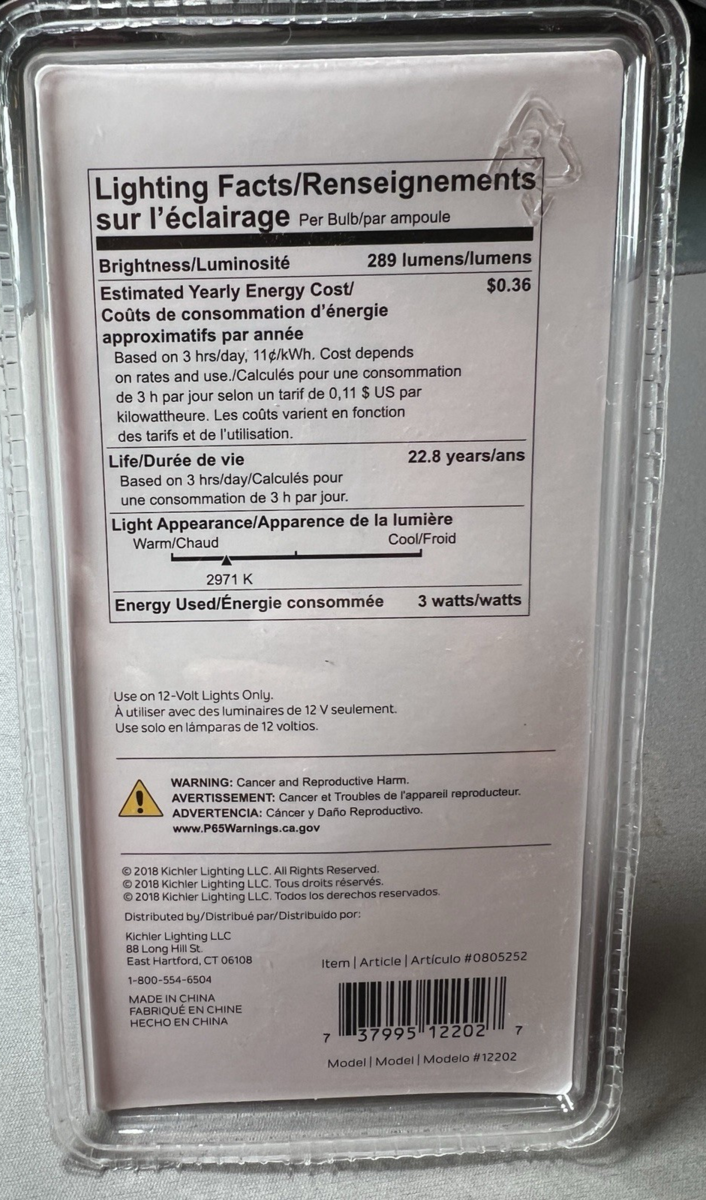 Lighting Facts/Renseignements
sur l'éclairage Per Bulb/par ampoule
Brightness/Luminosité 289 lumens/lumens
Estimated Yearly Energy Cost/ $0.36
Coûts de consommation d'énergie
approximatifs par année
Based on 3 hrs/day, 11¢/kWh. Cost depends
on rates and use./Calculés pour une consommation
de 3 h par jour selon un tarif de 0,11 $ US par
kilowattheure. Les coûts varient en fonction
des tarifs et de l'utilisation.
Life/Durée de vie 22.8 years/ans
Based on 3 hrs/day/Calculés pour
une consommation de 3 h par jour.
Light Appearance/Apparence de la lumière
Warm/Chaud Cool/Froid
2971 K
Energy Used/Énergie consommée 3 watts/watts
Use on 12-Volt Lights Only.
À utiliser avec des luminaires de 12 V seulement.
Use solo en lámparas de 12 voltios.
WARNING: Cancer and Reproductive Harm.
AVERTISSEMENT: Cancer et Troubles de l'appareil reproducteur.
ADVERTENCIA: Cáncer y Daño Reproductivo.
www.P65Warnings.ca.gov
© 2018 Kichler Lighting LLC. All Rights Reserved.
© 2018 Kichler Lighting LLC. Tous droits réservés.
© 2018 Kichler Lighting LLC. Todos los derechos reservados.
Distributed by/Distribué par/Distribuido por:
Kichler Lighting LLC
88 Long Hill St.
East Hartford, CT 06108
1-800-554-6504
MADE IN CHINA
FABRIQUÉ EN CHINE
HECHO EN CHINA
Item | Article | Artículo #0805252
7 37995 12202 7
Model | Model | Modelo #12202